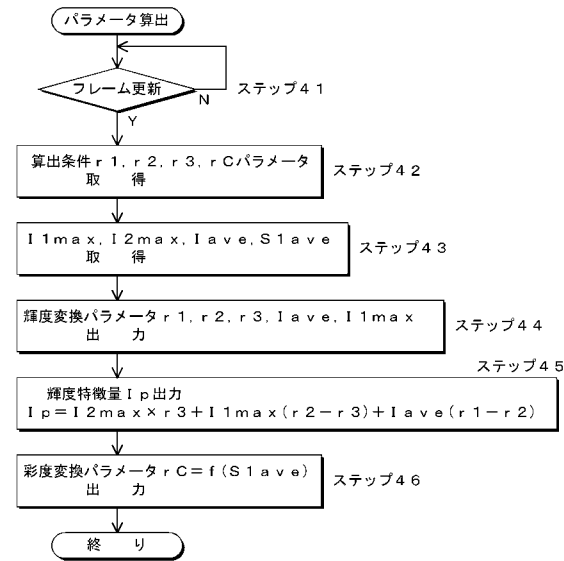 パラメータ算出
フレーム更新
N
ステップ41
Y
算出条件r1,r2,r3,rCパラメータ
取 得
ステップ42
I1max,I2max,Iave,S1ave
取 得
ステップ43
輝度変換パラメータr1,r2,r3,Iave,I1max
出 力
ステップ44
ステップ45
輝度特徴量Ip出力
Ip=I2max×r3+I1max(r2-r3)+Iave(r1-r2)
彩度変換パラメータrC=f(S1ave)
出 力
ステップ46
終 り